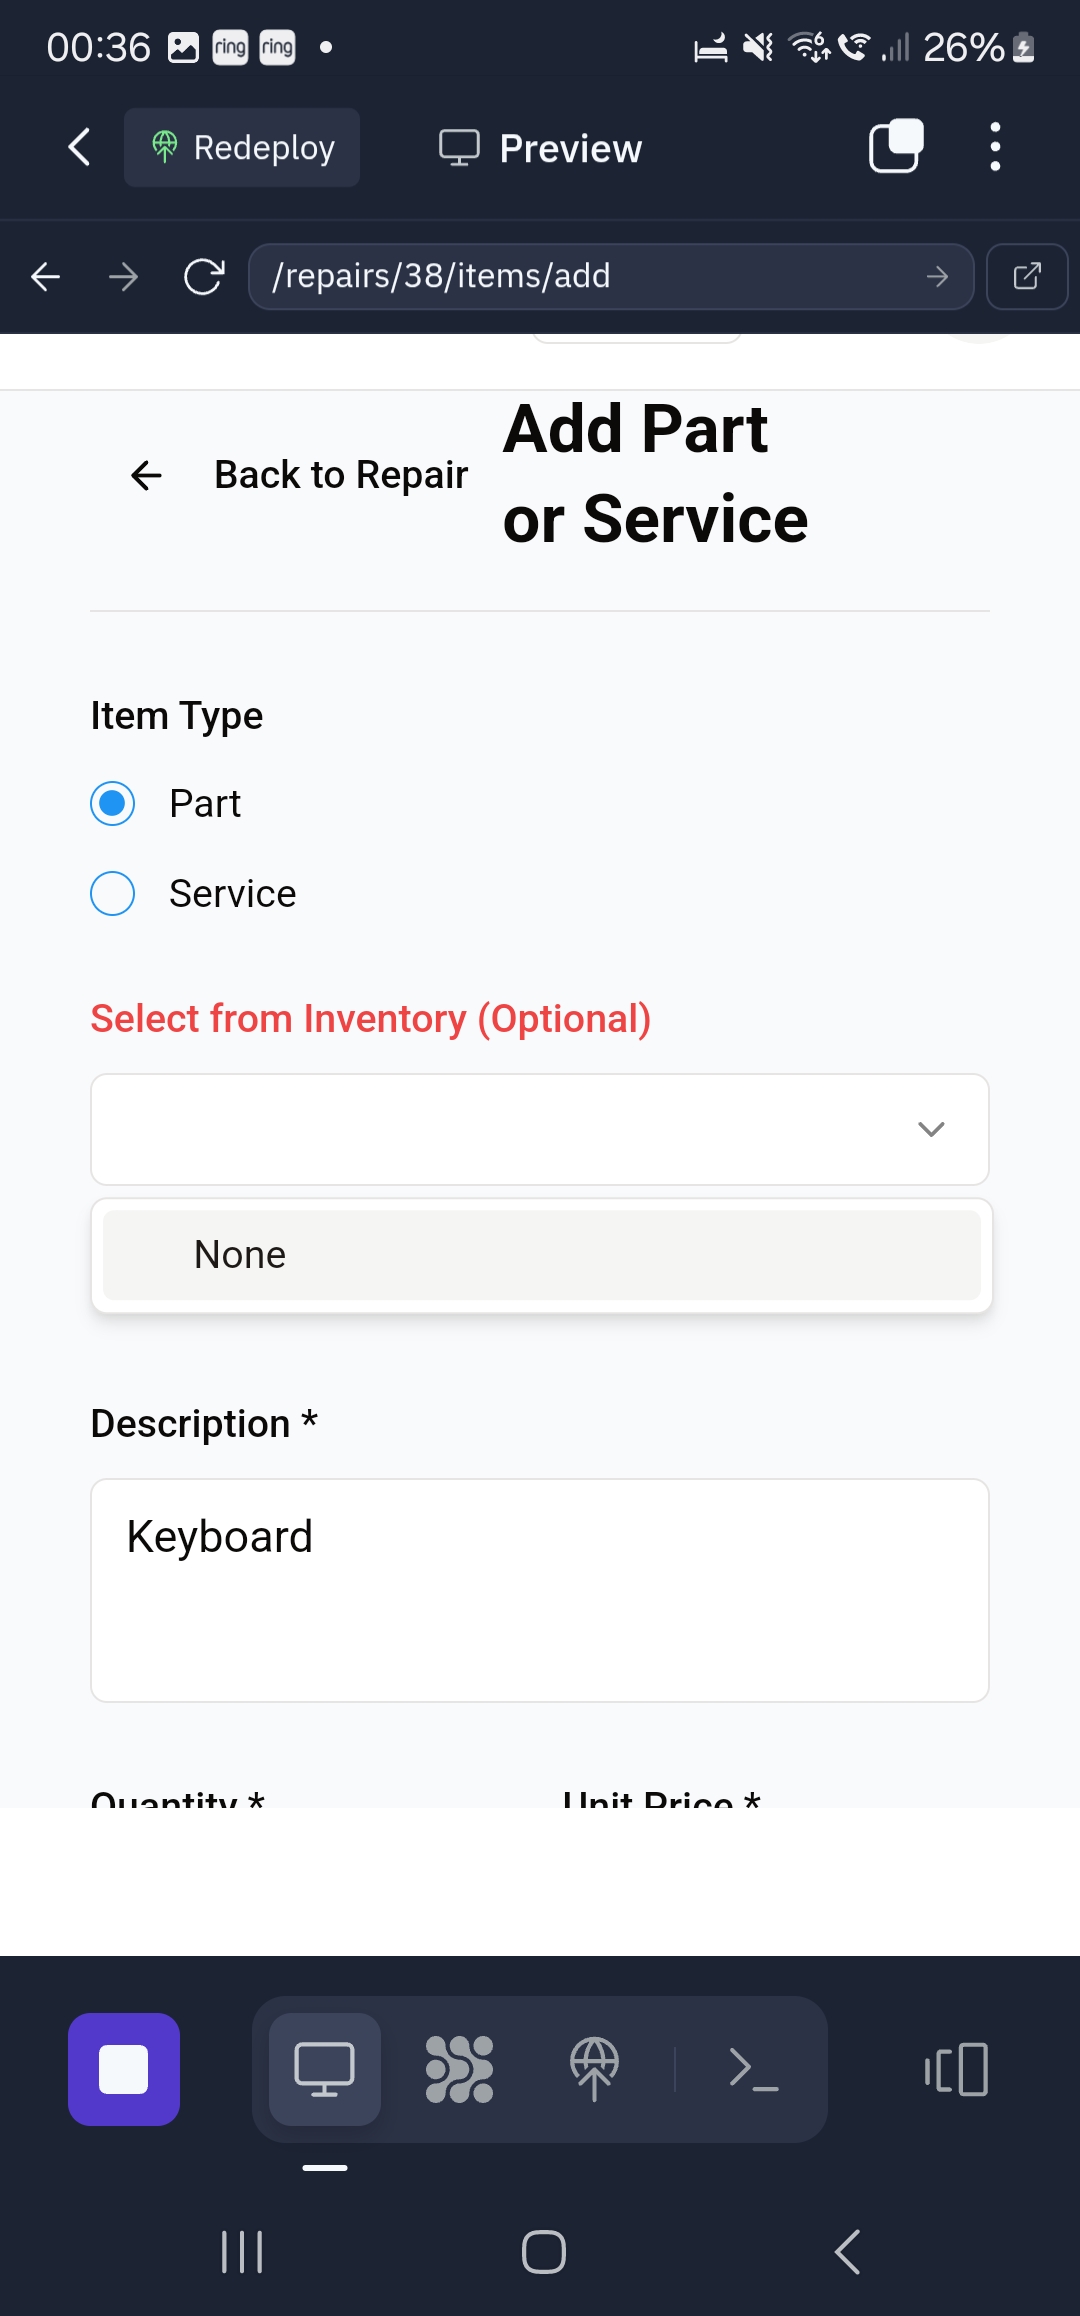 00:36 ring ring 6 26%
Redeploy Preview
/repairs/38/items/add
Add Part
Back to Repair
or Service
Item Type
Part
Service
Select from Inventory (Optional)
None
Description *
Keyboard
Quantity * Unit Price *